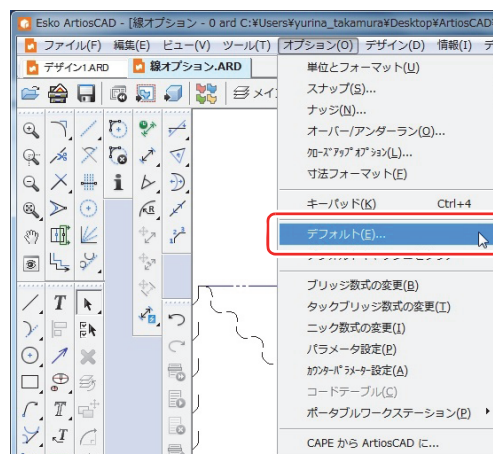 Esko ArtiosCAD - [線オプション - 0 ard C:¥Users¥yurina_takamura¥Desktop¥ArtiosCAD
ファイル(F) 編集(E) ビュー(V) ツール(T) オプション(O) デザイン(D) 情報(I) デ
デザイン1.ARD 線オプション.ARD
メイ
単位とフォーマット(U)
スナップ(S)...
ナッジ(N)...
オーバー/アンダーラン(O)...
クローズアップオプション(L)...
寸法フォーマット(F)
キーパッド(K) Ctrl+4
デフォルト(E)...
ブリッジ数式の変更(B)
タックブリッジ数式の変更(T)
ニック数式の変更(I)
パラメータ設定(P)
カウンターパラメータ設定(A)
コードテーブル(C)
ポータブルワークステーション(P)
CAPE から ArtiosCAD に...